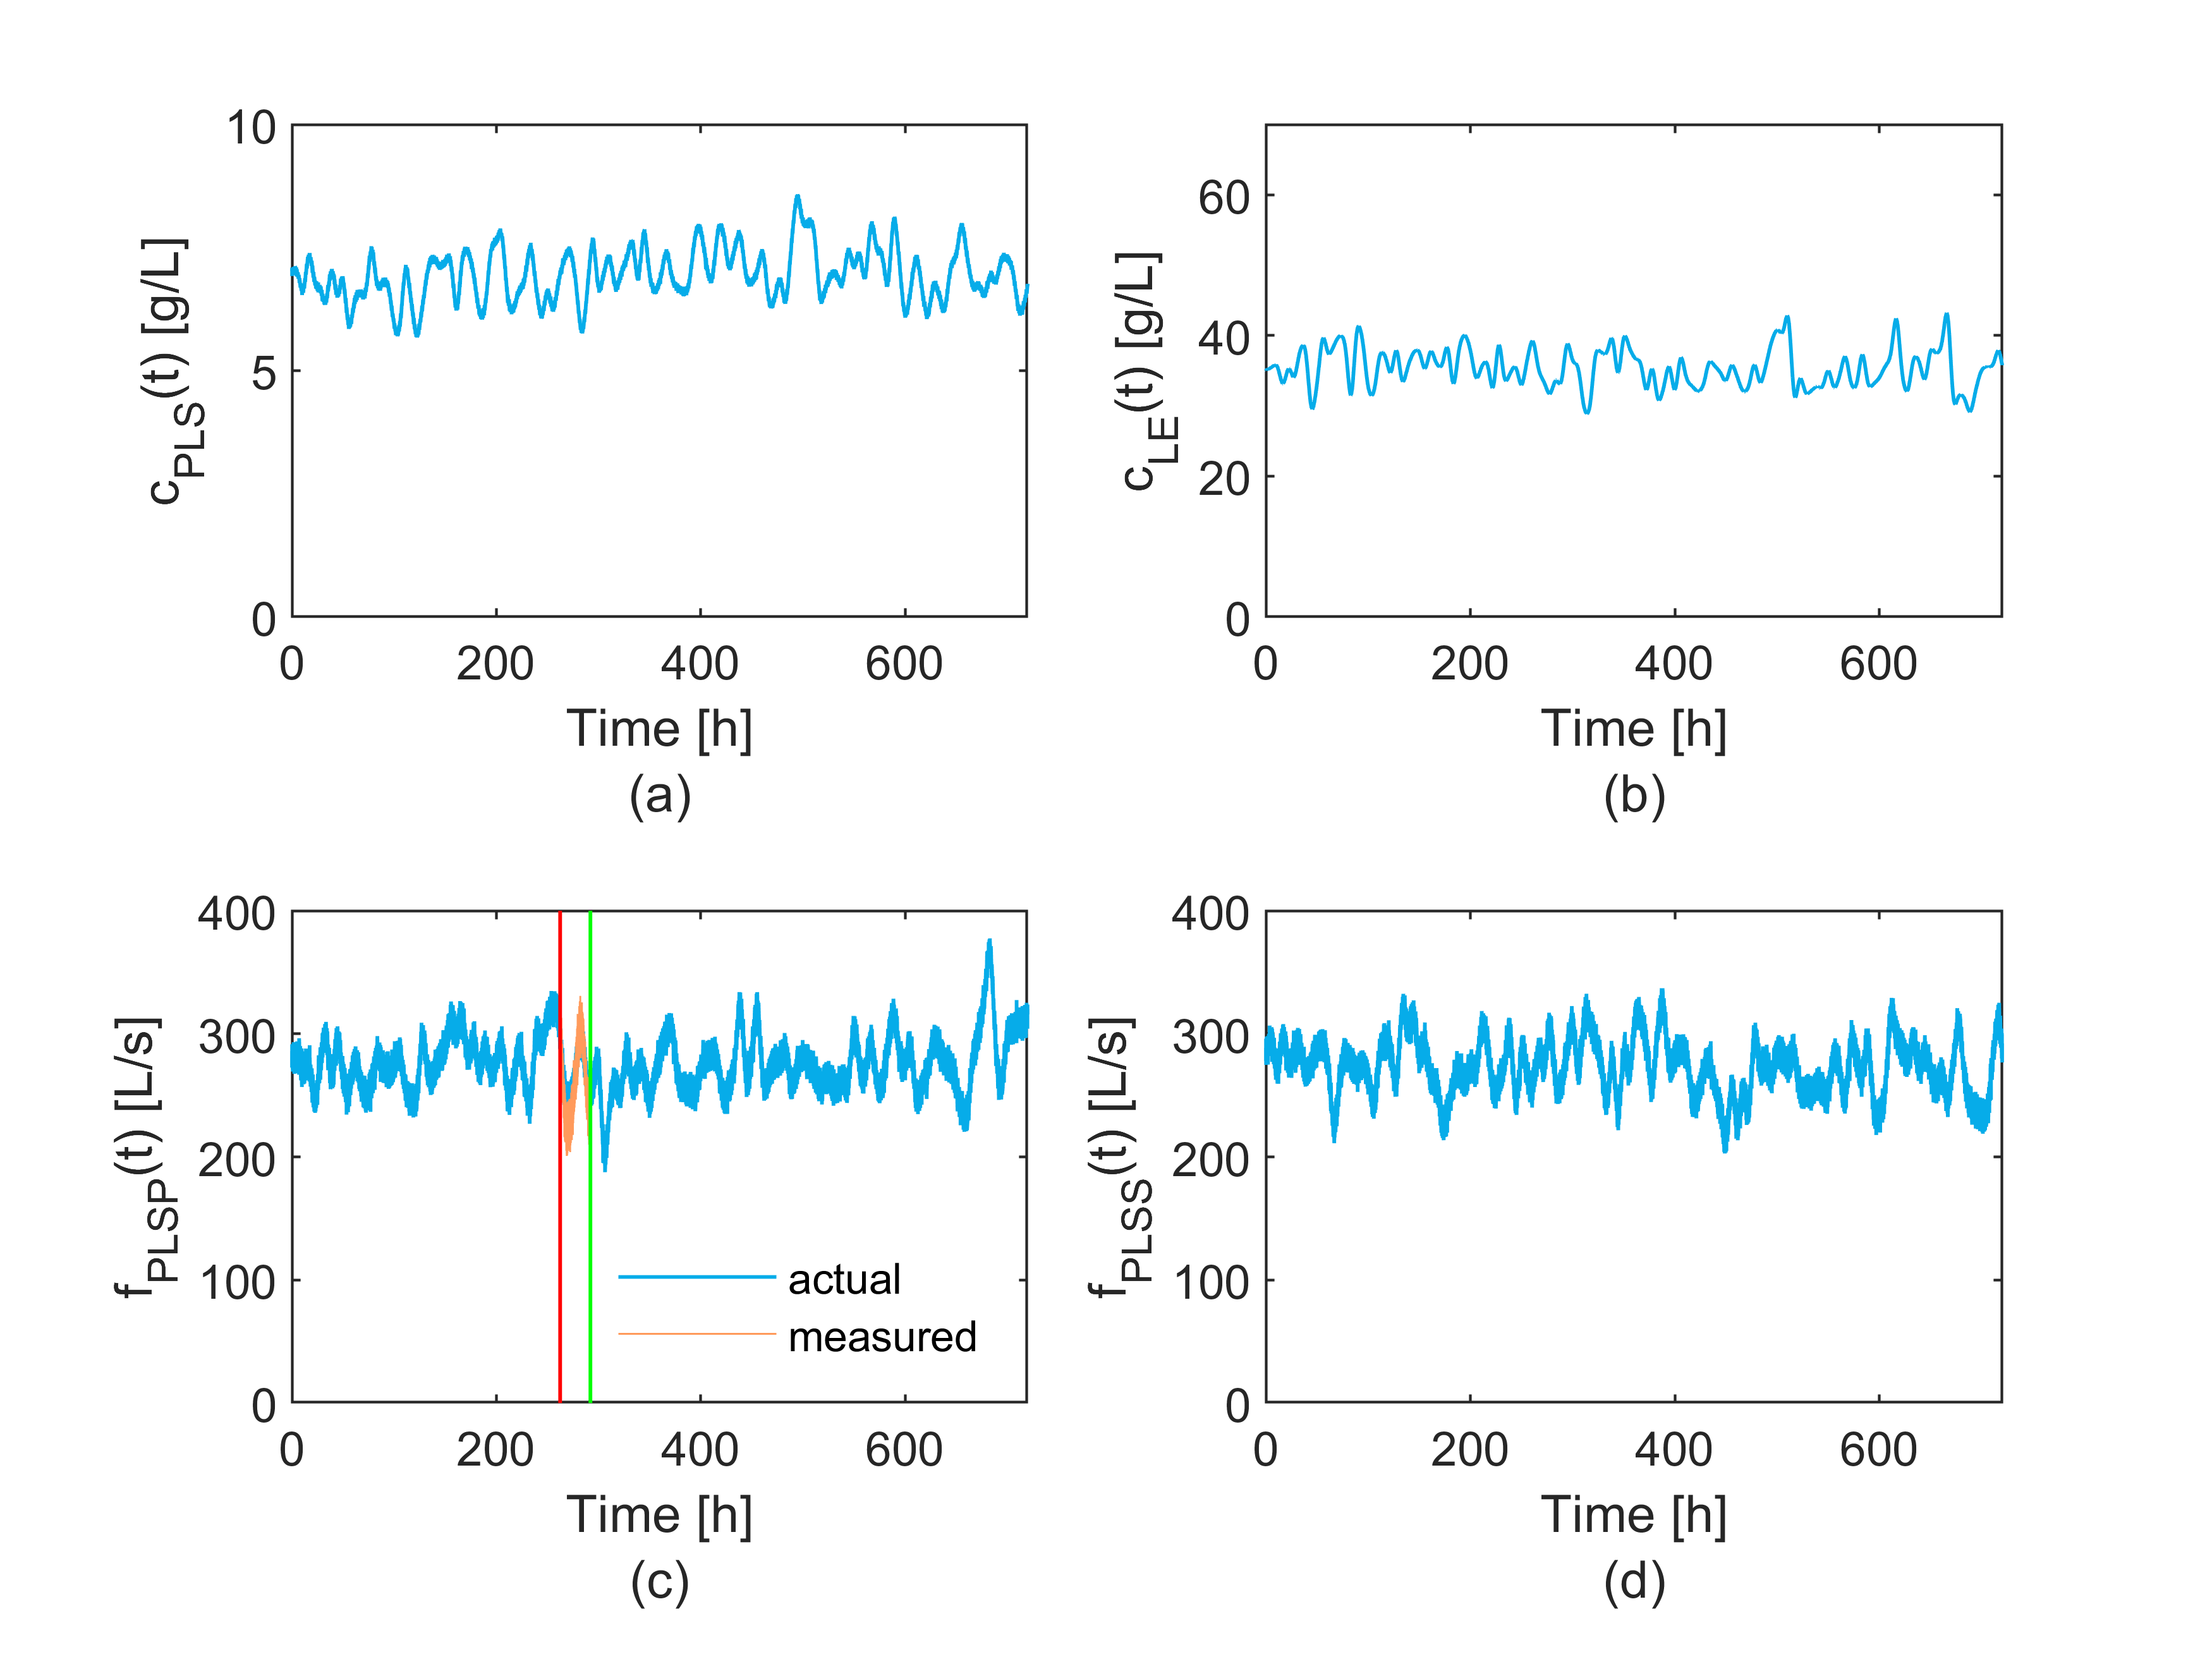 10
5
0
c_PLS(t) [g/L]
0 200 400 600
Time [h]
(a)
60
40
20
0
c_LE(t) [g/L]
0 200 400 600
Time [h]
(b)
400
300
200
100
0
f_PLSP(t) [L/s]
actual
measured
0 200 400 600
Time [h]
(c)
400
300
200
100
0
f_PLSS(t) [L/s]
0 200 400 600
Time [h]
(d)